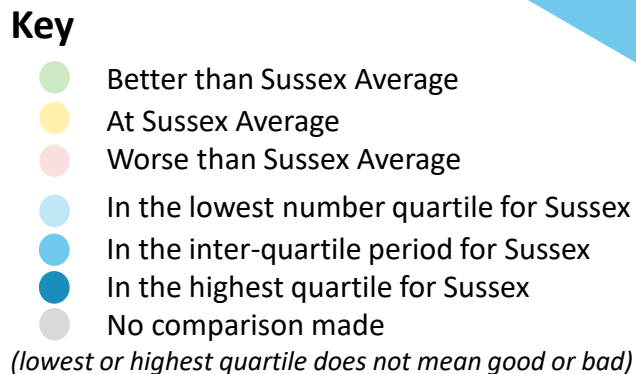 Key
Better than Sussex Average
At Sussex Average
Worse than Sussex Average
In the lowest number quartile for Sussex
In the inter-quartile period for Sussex
In the highest quartile for Sussex
No comparison made
(lowest or highest quartile does not mean good or bad)